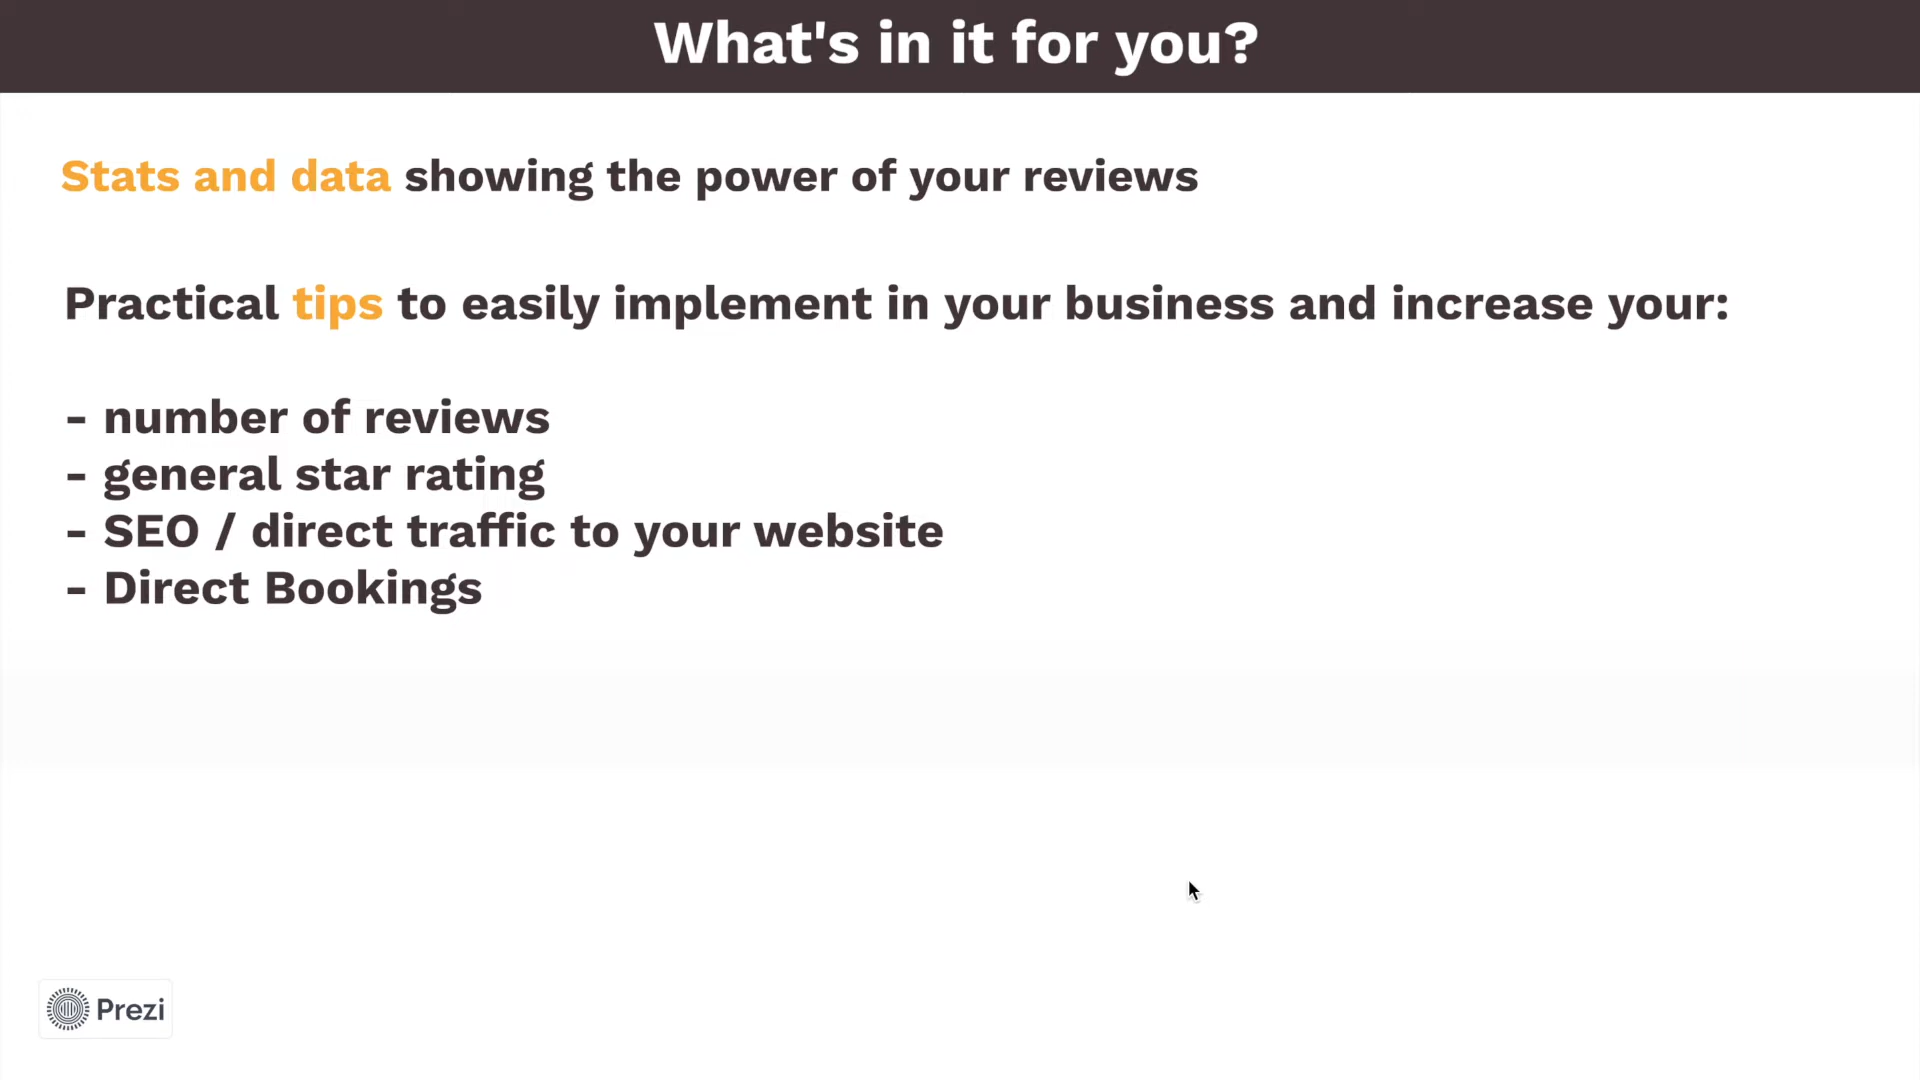 What's in it for you?
Stats and data showing the power of your reviews
Practical tips to easily implement in your business and increase your:
- number of reviews
- general star rating
- SEO / direct traffic to your website
- Direct Bookings
Prezi